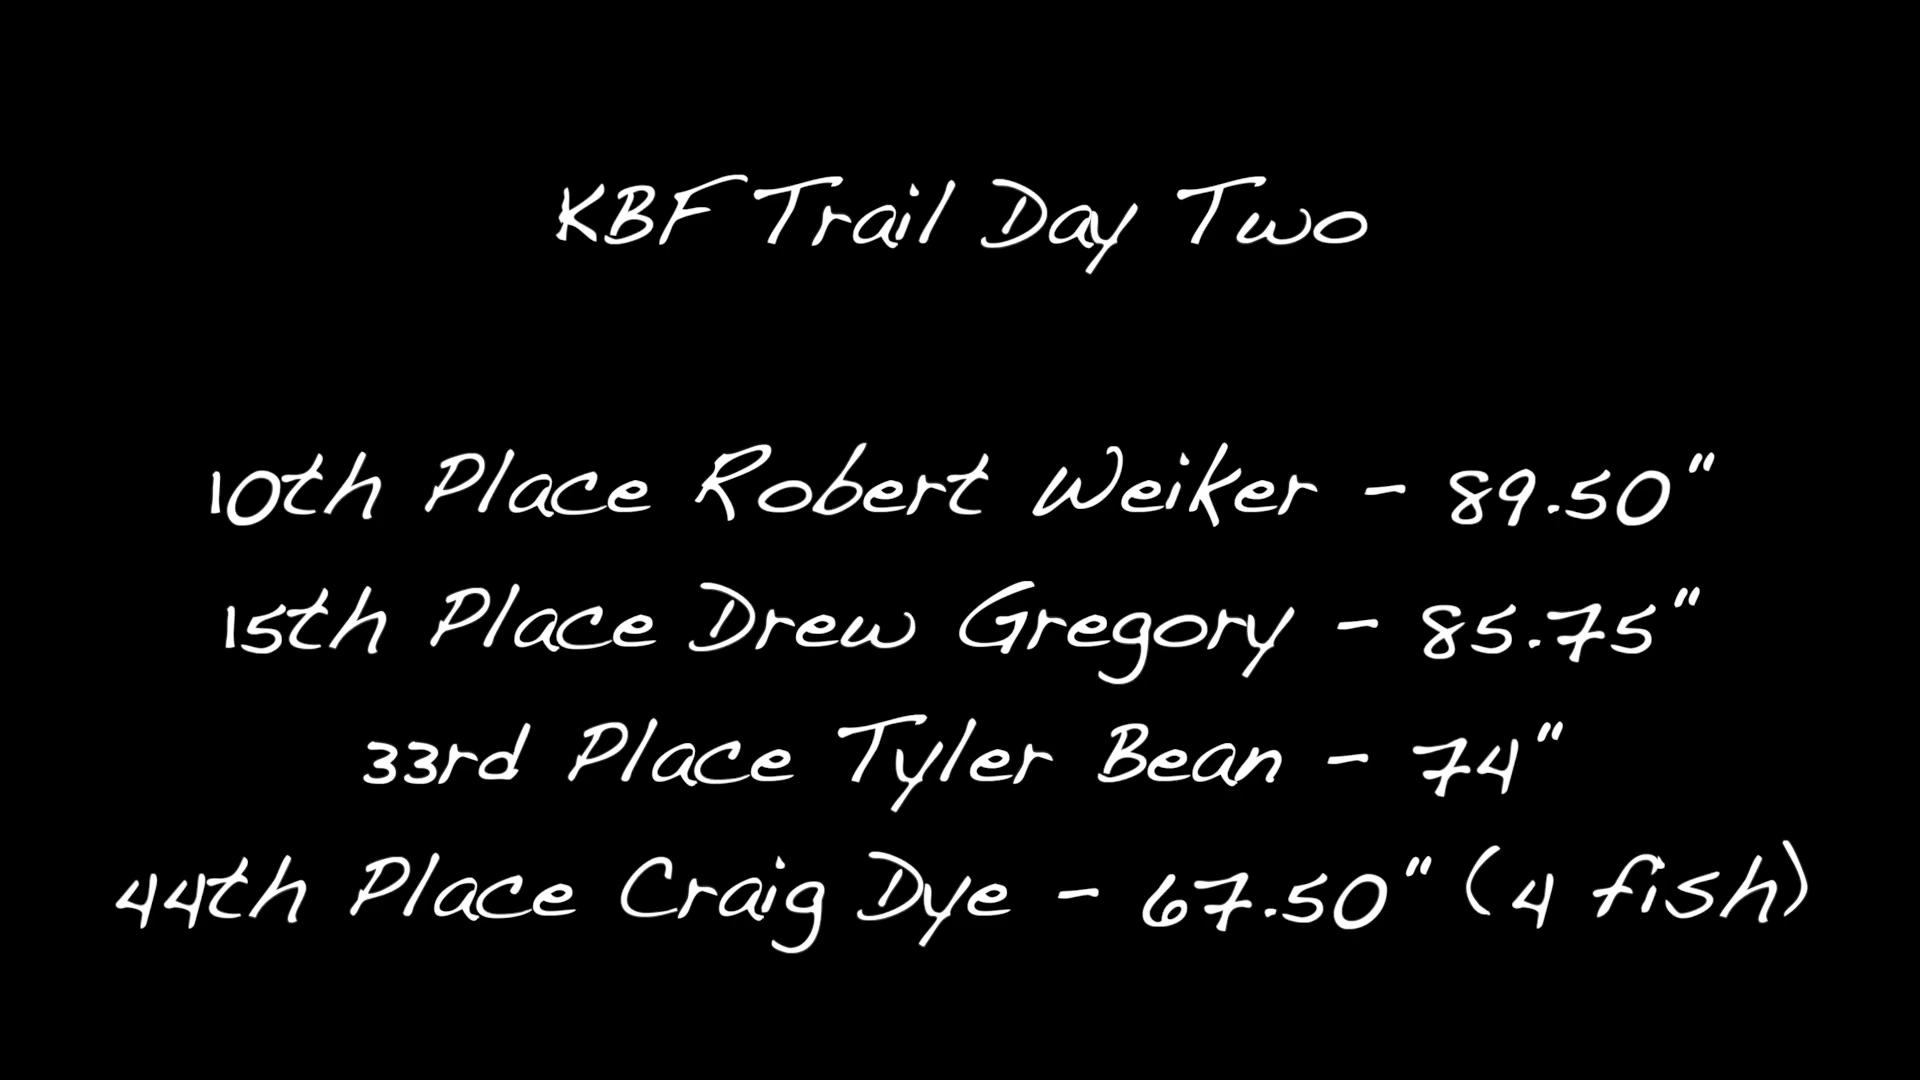 KBF Trail Day Two
10th Place Robert Weiker - 89.50"
15th Place Drew Gregory - 85.75"
33rd Place Tyler Bean - 74"
44th Place Craig Dye - 67.50" (4 fish)